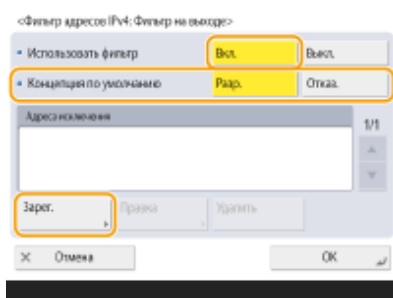 <Фильтр адресов IPv4: Фильтр на выходе>
Использовать фильтр Вкл. Выкл.
Концепция по умолчанию Разр. Отказ.
Адреса исключения
1/1
Зарег. Правка Удалить
× Отмена OK